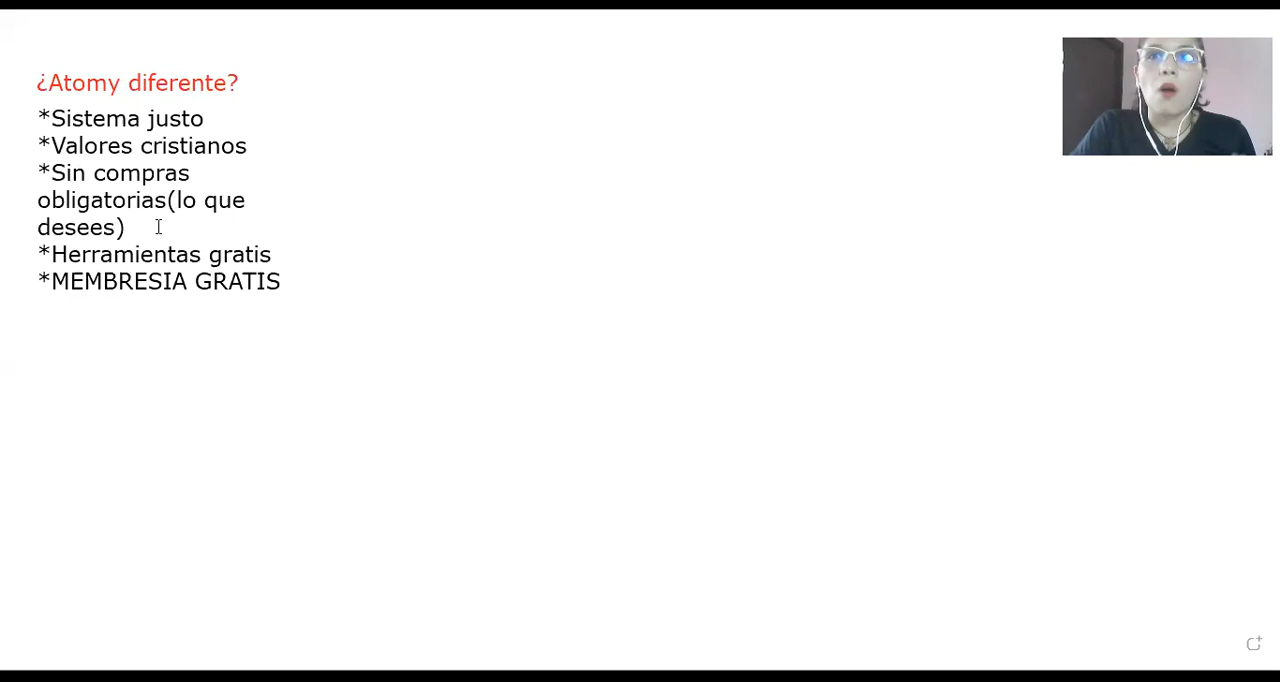 ¿Atomy diferente?
*Sistema justo
*Valores cristianos
*Sin compras
obligatorias(lo que
desees)
*Herramientas gratis
*MEMBRESIA GRATIS